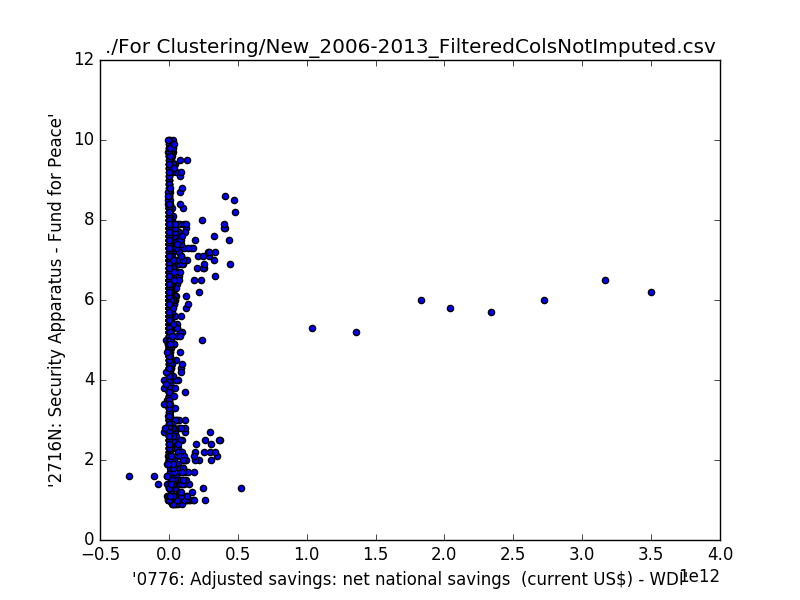 ./For Clustering/New_2006-2013_FilteredColsNotImputed.csv
12
10
8
6
4
2
0
'2716N: Security Apparatus - Fund for Peace'
−0.5 0.0 0.5 1.0 1.5 2.0 2.5 3.0 3.5 4.0
1e12
'0776: Adjusted savings: net national savings  (current US$) - WDI'